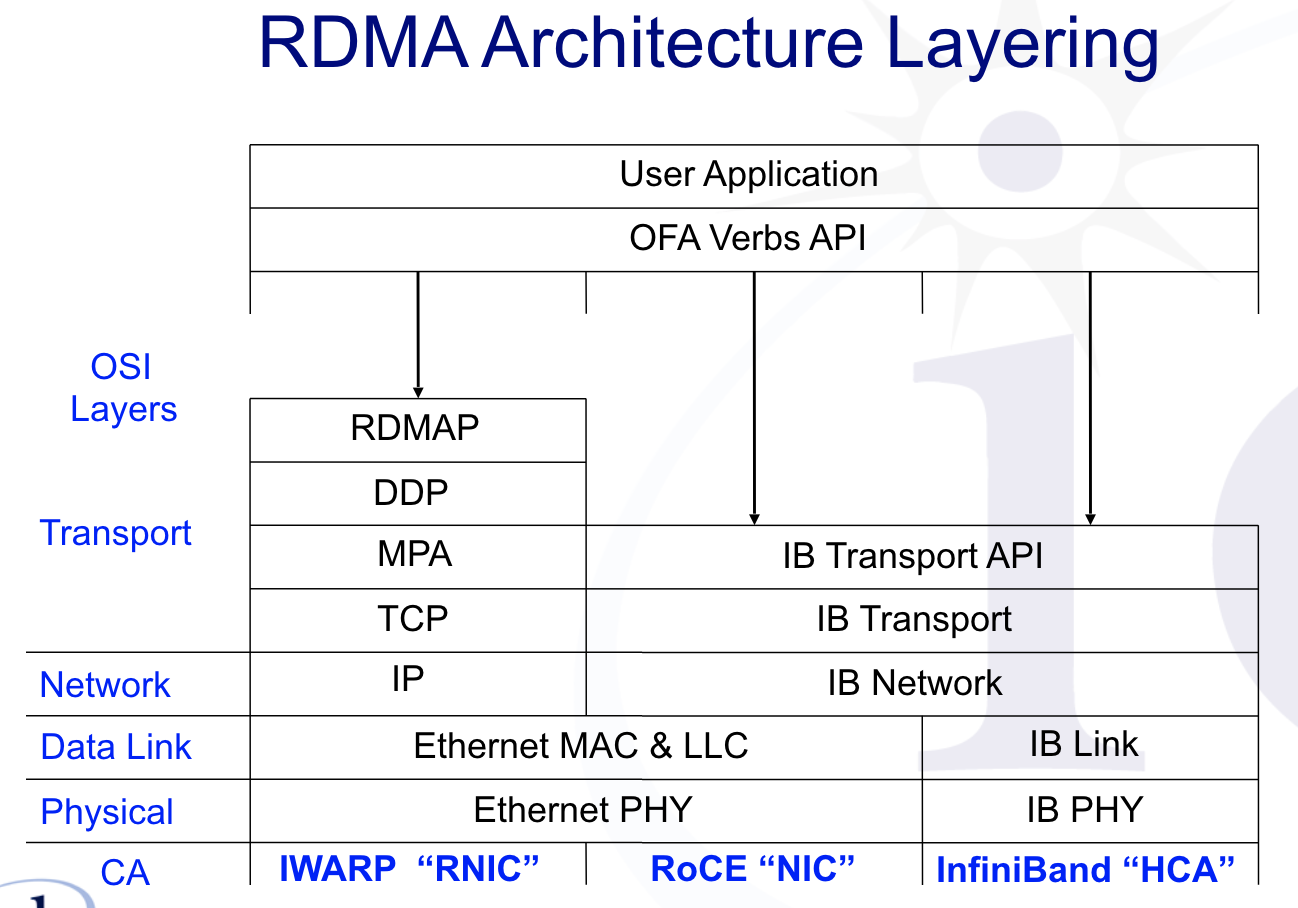 RDMA Architecture Layering
User Application
OFA Verbs API
OSI
Layers
RDMAP
DDP
Transport
MPA
IB Transport API
TCP
IB Transport
Network
IP
IB Network
Data Link
Ethernet MAC & LLC
IB Link
Physical
Ethernet PHY
IB PHY
CA
IWARP “RNIC”
RoCE “NIC”
InfiniBand “HCA”